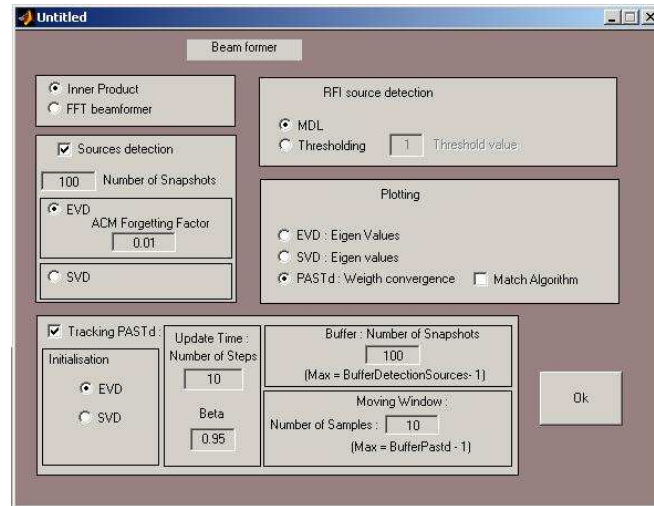 Untitled
Beam former
Inner Product
FFT beamformer
RFI source detection
MDL
Thresholding 1 Threshold value
Sources detection
100 Number of Snapshots
EVD
ACM Forgetting Factor
0.01
SVD
Plotting
EVD : Eigen Values
SVD : Eigen values
PASTd : Weigth convergence Match Algorithm
Tracking PASTd :
Initialisation
EVD
SVD
Update Time :
Number of Steps
10
Beta
0.95
Buffer : Number of Snapshots
100
(Max = BufferDetectionSources- 1)
Moving Window :
Number of Samples : 10
(Max = BufferPastd - 1)
Ok